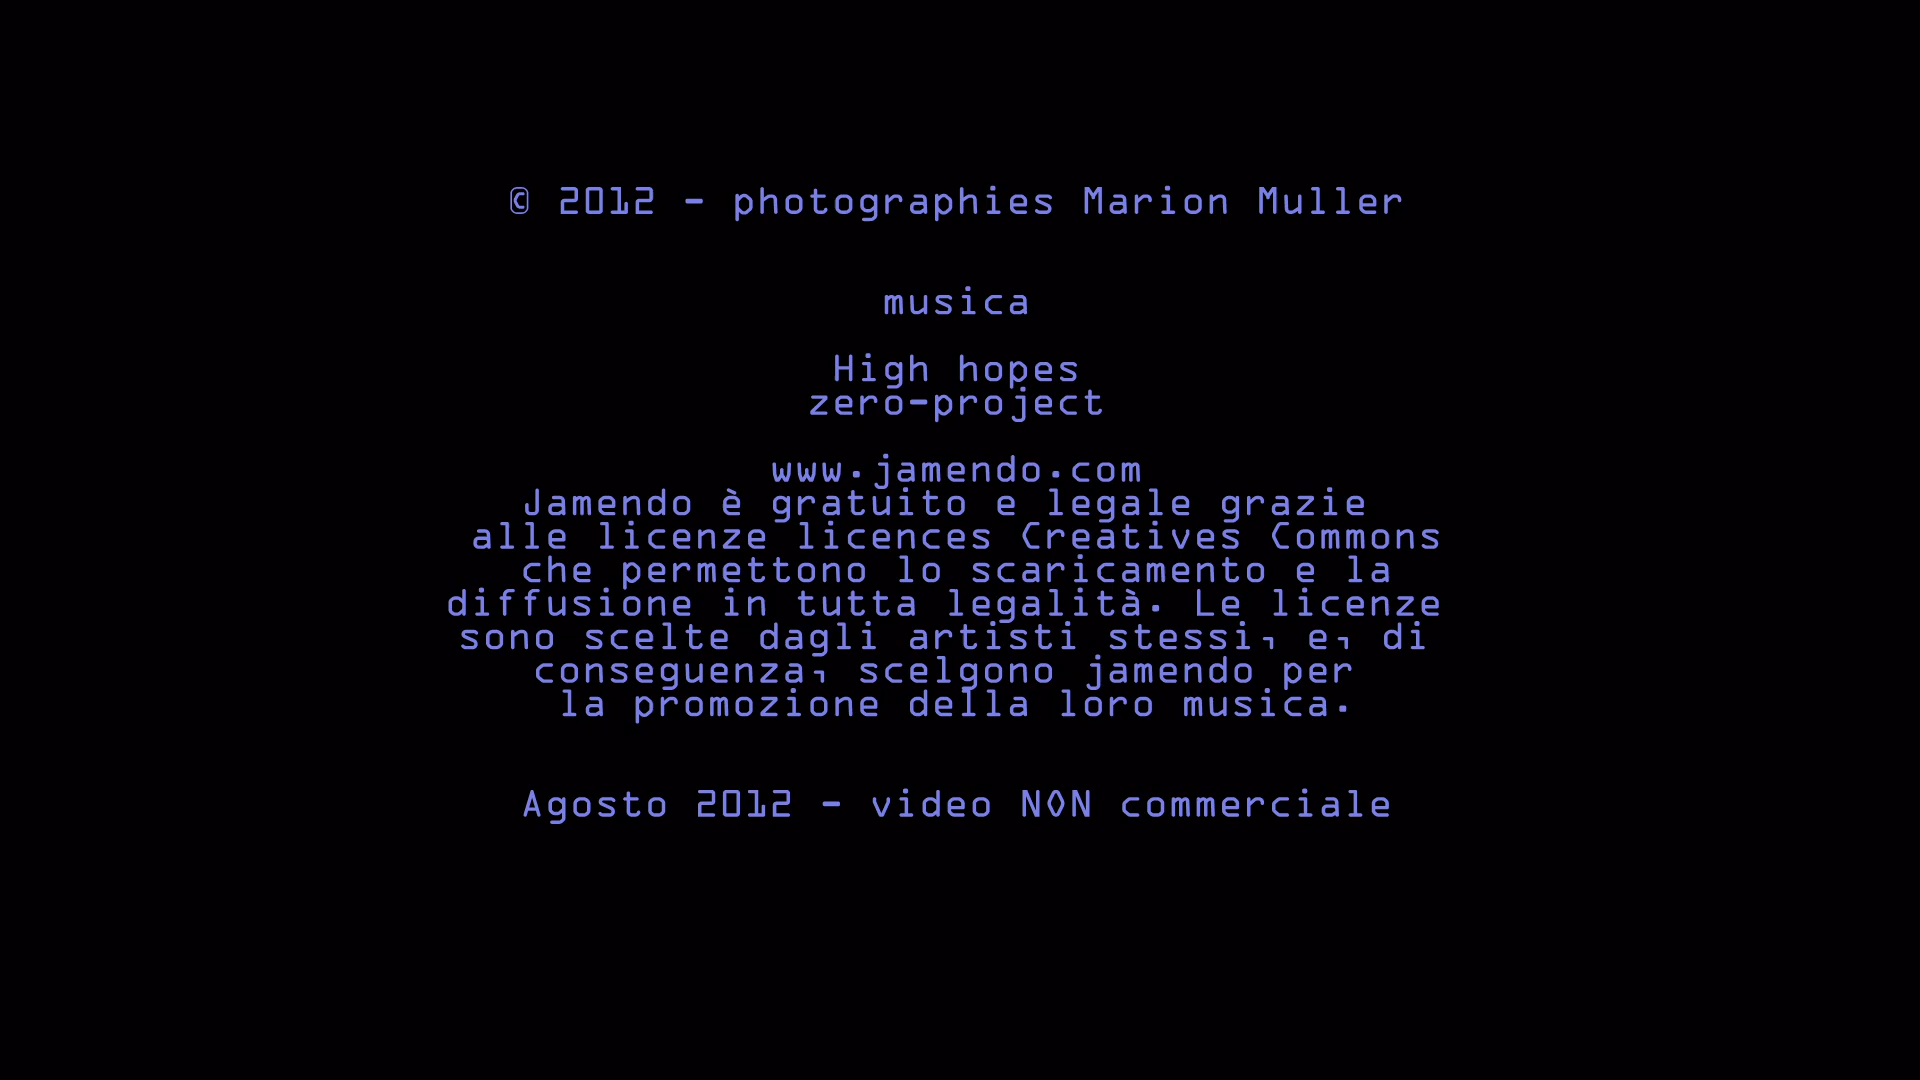 © 2012 - photographies Marion Muller
musica
High hopes
zero-project
www.jamendo.com
Jamendo è gratuito e legale grazie
alle licenze licences Creatives Commons
che permettono lo scaricamento e la
diffusione in tutta legalità. Le licenze
sono scelte dagli artisti stessi, e, di
conseguenza, scelgono jamendo per
la promozione della loro musica.
Agosto 2012 - video NON commerciale